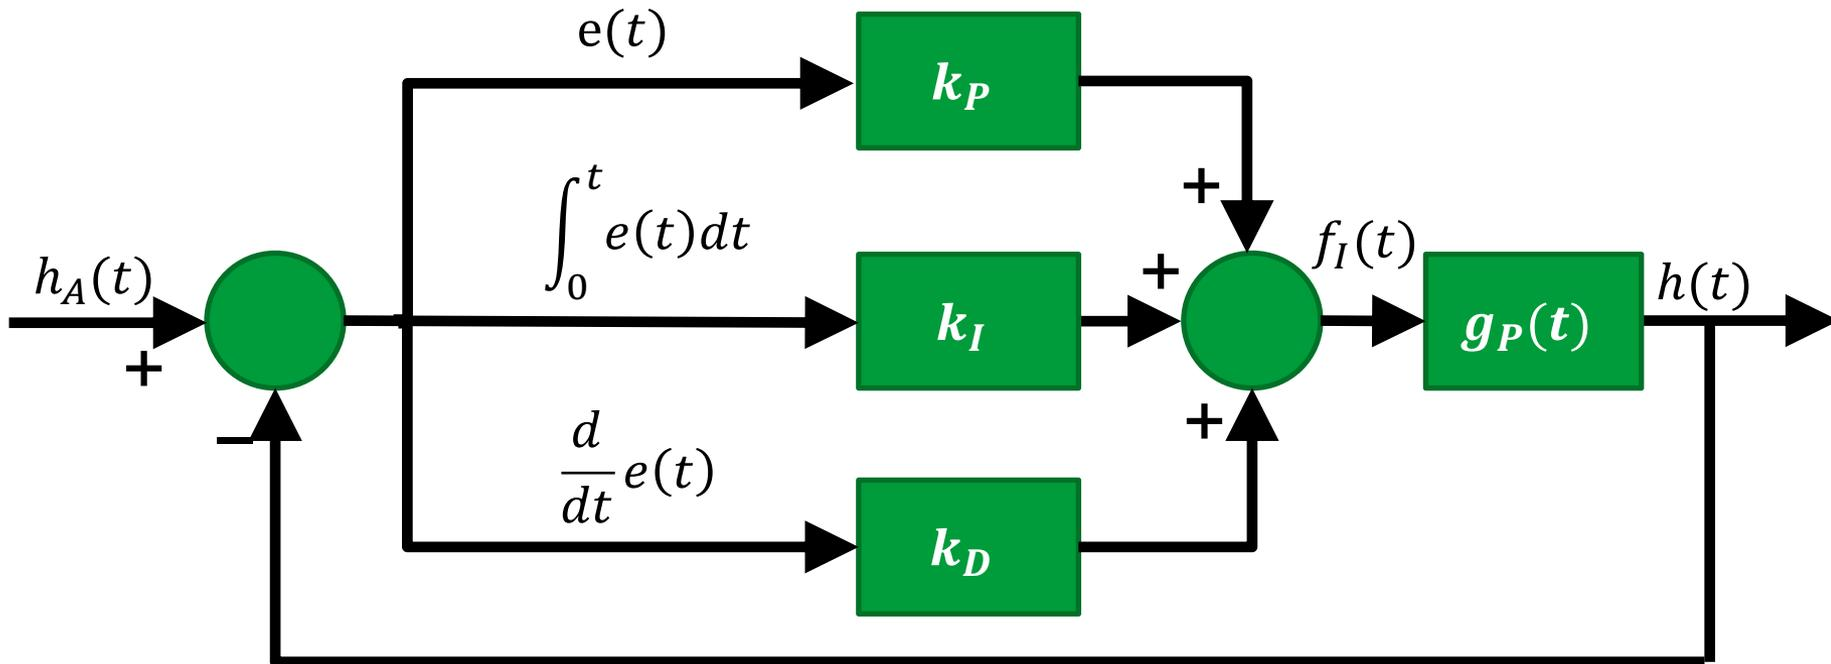 e(t)
k_P
+
∫_0^t e(t)dt
h_A(t)
+
k_I
+
f_I(t)
g_P(t)
h(t)
−
d/dt e(t)
k_D
+